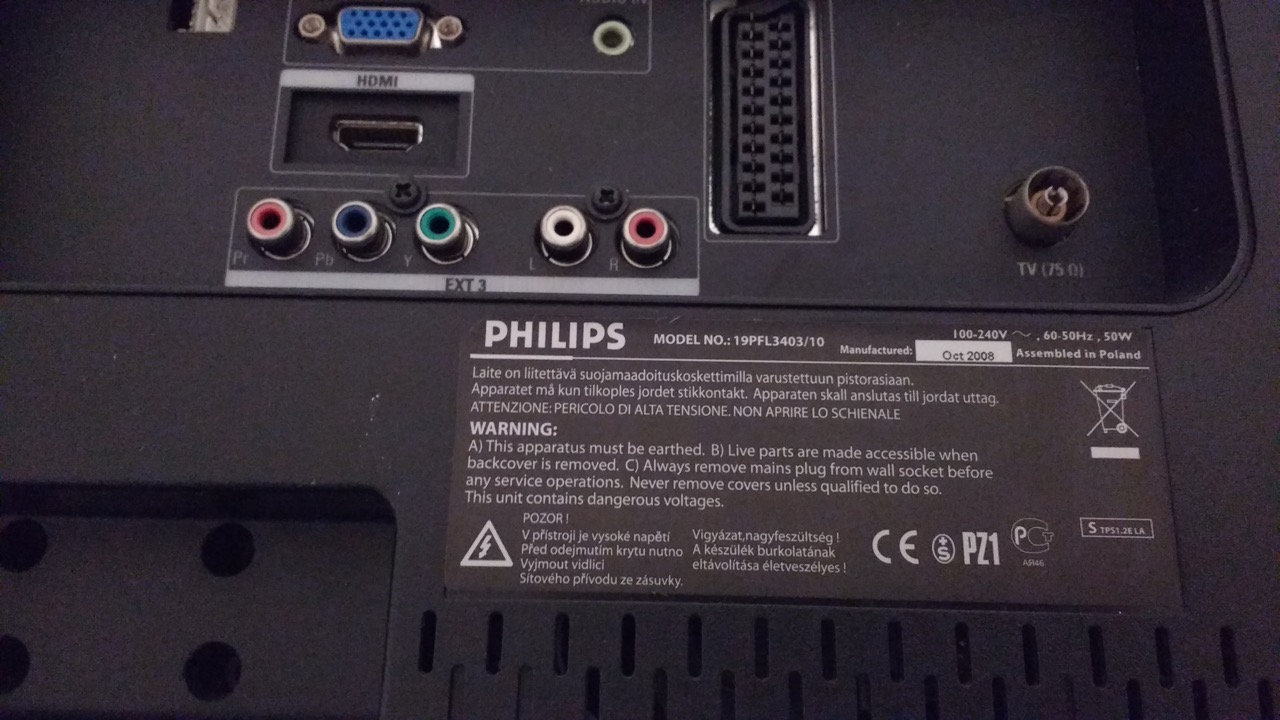 AUDIO IN
HDMI
Pr Pb Y L R
EXT 3
TV (75 Ω)
PHILIPS
MODEL NO.: 19PFL3403/10
100-240V ~ , 60-50Hz , 50W
Manufactured: Oct 2008 Assembled in Poland
Laite on liitettävä suojamaadoituskoskettimilla varustettuun pistorasiaan.
Apparatet må kun tilkoples jordet stikkontakt. Apparaten skall anslutas till jordat uttag.
ATTENZIONE: PERICOLO DI ALTA TENSIONE. NON APRIRE LO SCHIENALE
WARNING:
A) This apparatus must be earthed. B) Live parts are made accessible when
backcover is removed. C) Always remove mains plug from wall socket before
any service operations. Never remove covers unless qualified to do so.
This unit contains dangerous voltages.
POZOR !
V přístroji je vysoké napětí
Před odejmutím krytu nutno
Vyjmout vidlici
Sítového přívodu ze zásuvky.
Vigyázat,nagyfeszültség !
A készülék burkolatának
eltávolítása életveszélyes !
CE S PZ1 PCT
АЯ46
S TPS1.2E LA